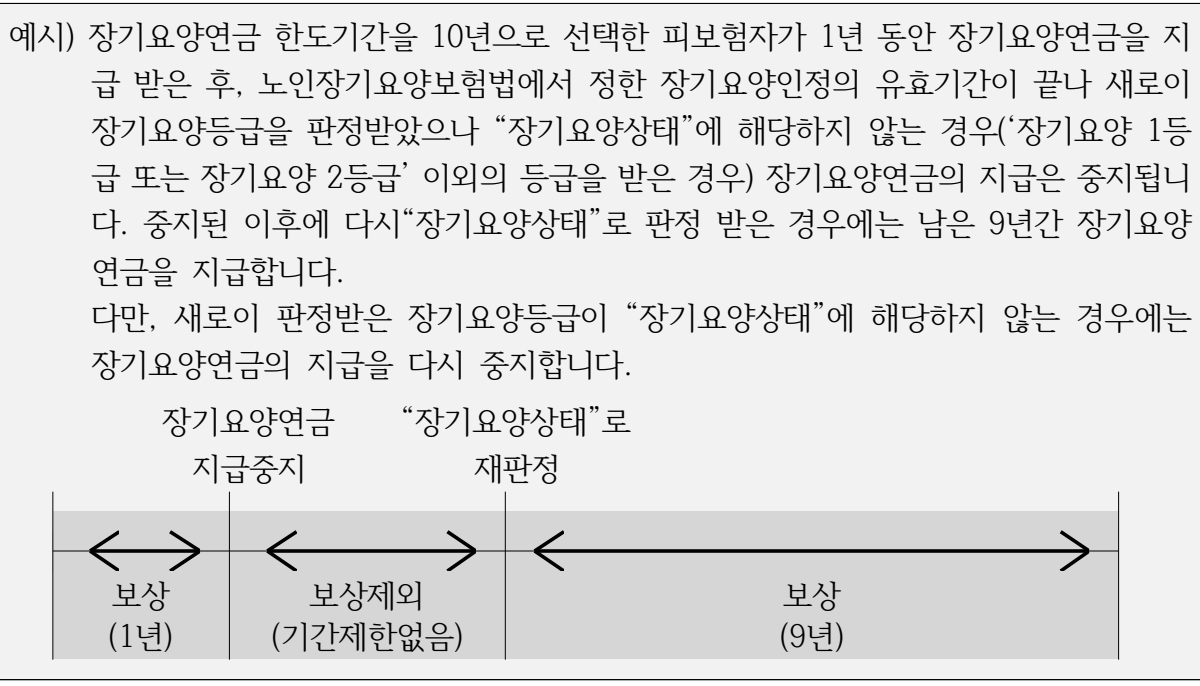 예시) 장기요양연금 한도기간을 10년으로 선택한 피보험자가 1년 동안 장기요양연금을 지
급 받은 후, 노인장기요양보험법에서 정한 장기요양인정의 유효기간이 끝나 새로이
장기요양등급을 판정받았으나 “장기요양상태”에 해당하지 않는 경우(‘장기요양 1등
급 또는 장기요양 2등급’ 이외의 등급을 받은 경우) 장기요양연금의 지급은 중지됩니
다. 중지된 이후에 다시“장기요양상태”로 판정 받은 경우에는 남은 9년간 장기요양
연금을 지급합니다.
다만, 새로이 판정받은 장기요양등급이 “장기요양상태”에 해당하지 않는 경우에는
장기요양연금의 지급을 다시 중지합니다.
장기요양연금 “장기요양상태”로
지급중지 재판정
보상 보상제외 보상
(1년) (기간제한없음) (9년)